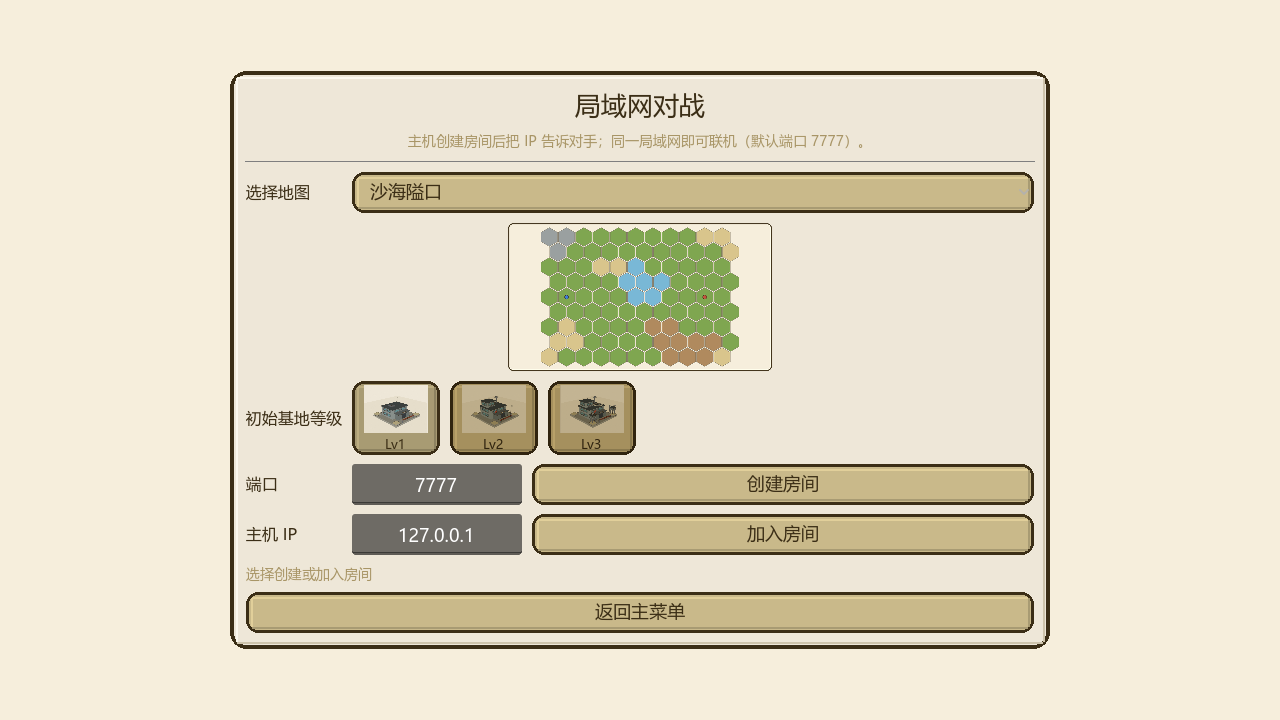 局域网对战
主机创建房间后把 IP 告诉对手；同一局域网即可联机（默认端口 7777）。
选择地图
沙海隘口
初始基地等级
Lv1
Lv2
Lv3
端口
7777
创建房间
主机 IP
127.0.0.1
加入房间
选择创建或加入房间
返回主菜单